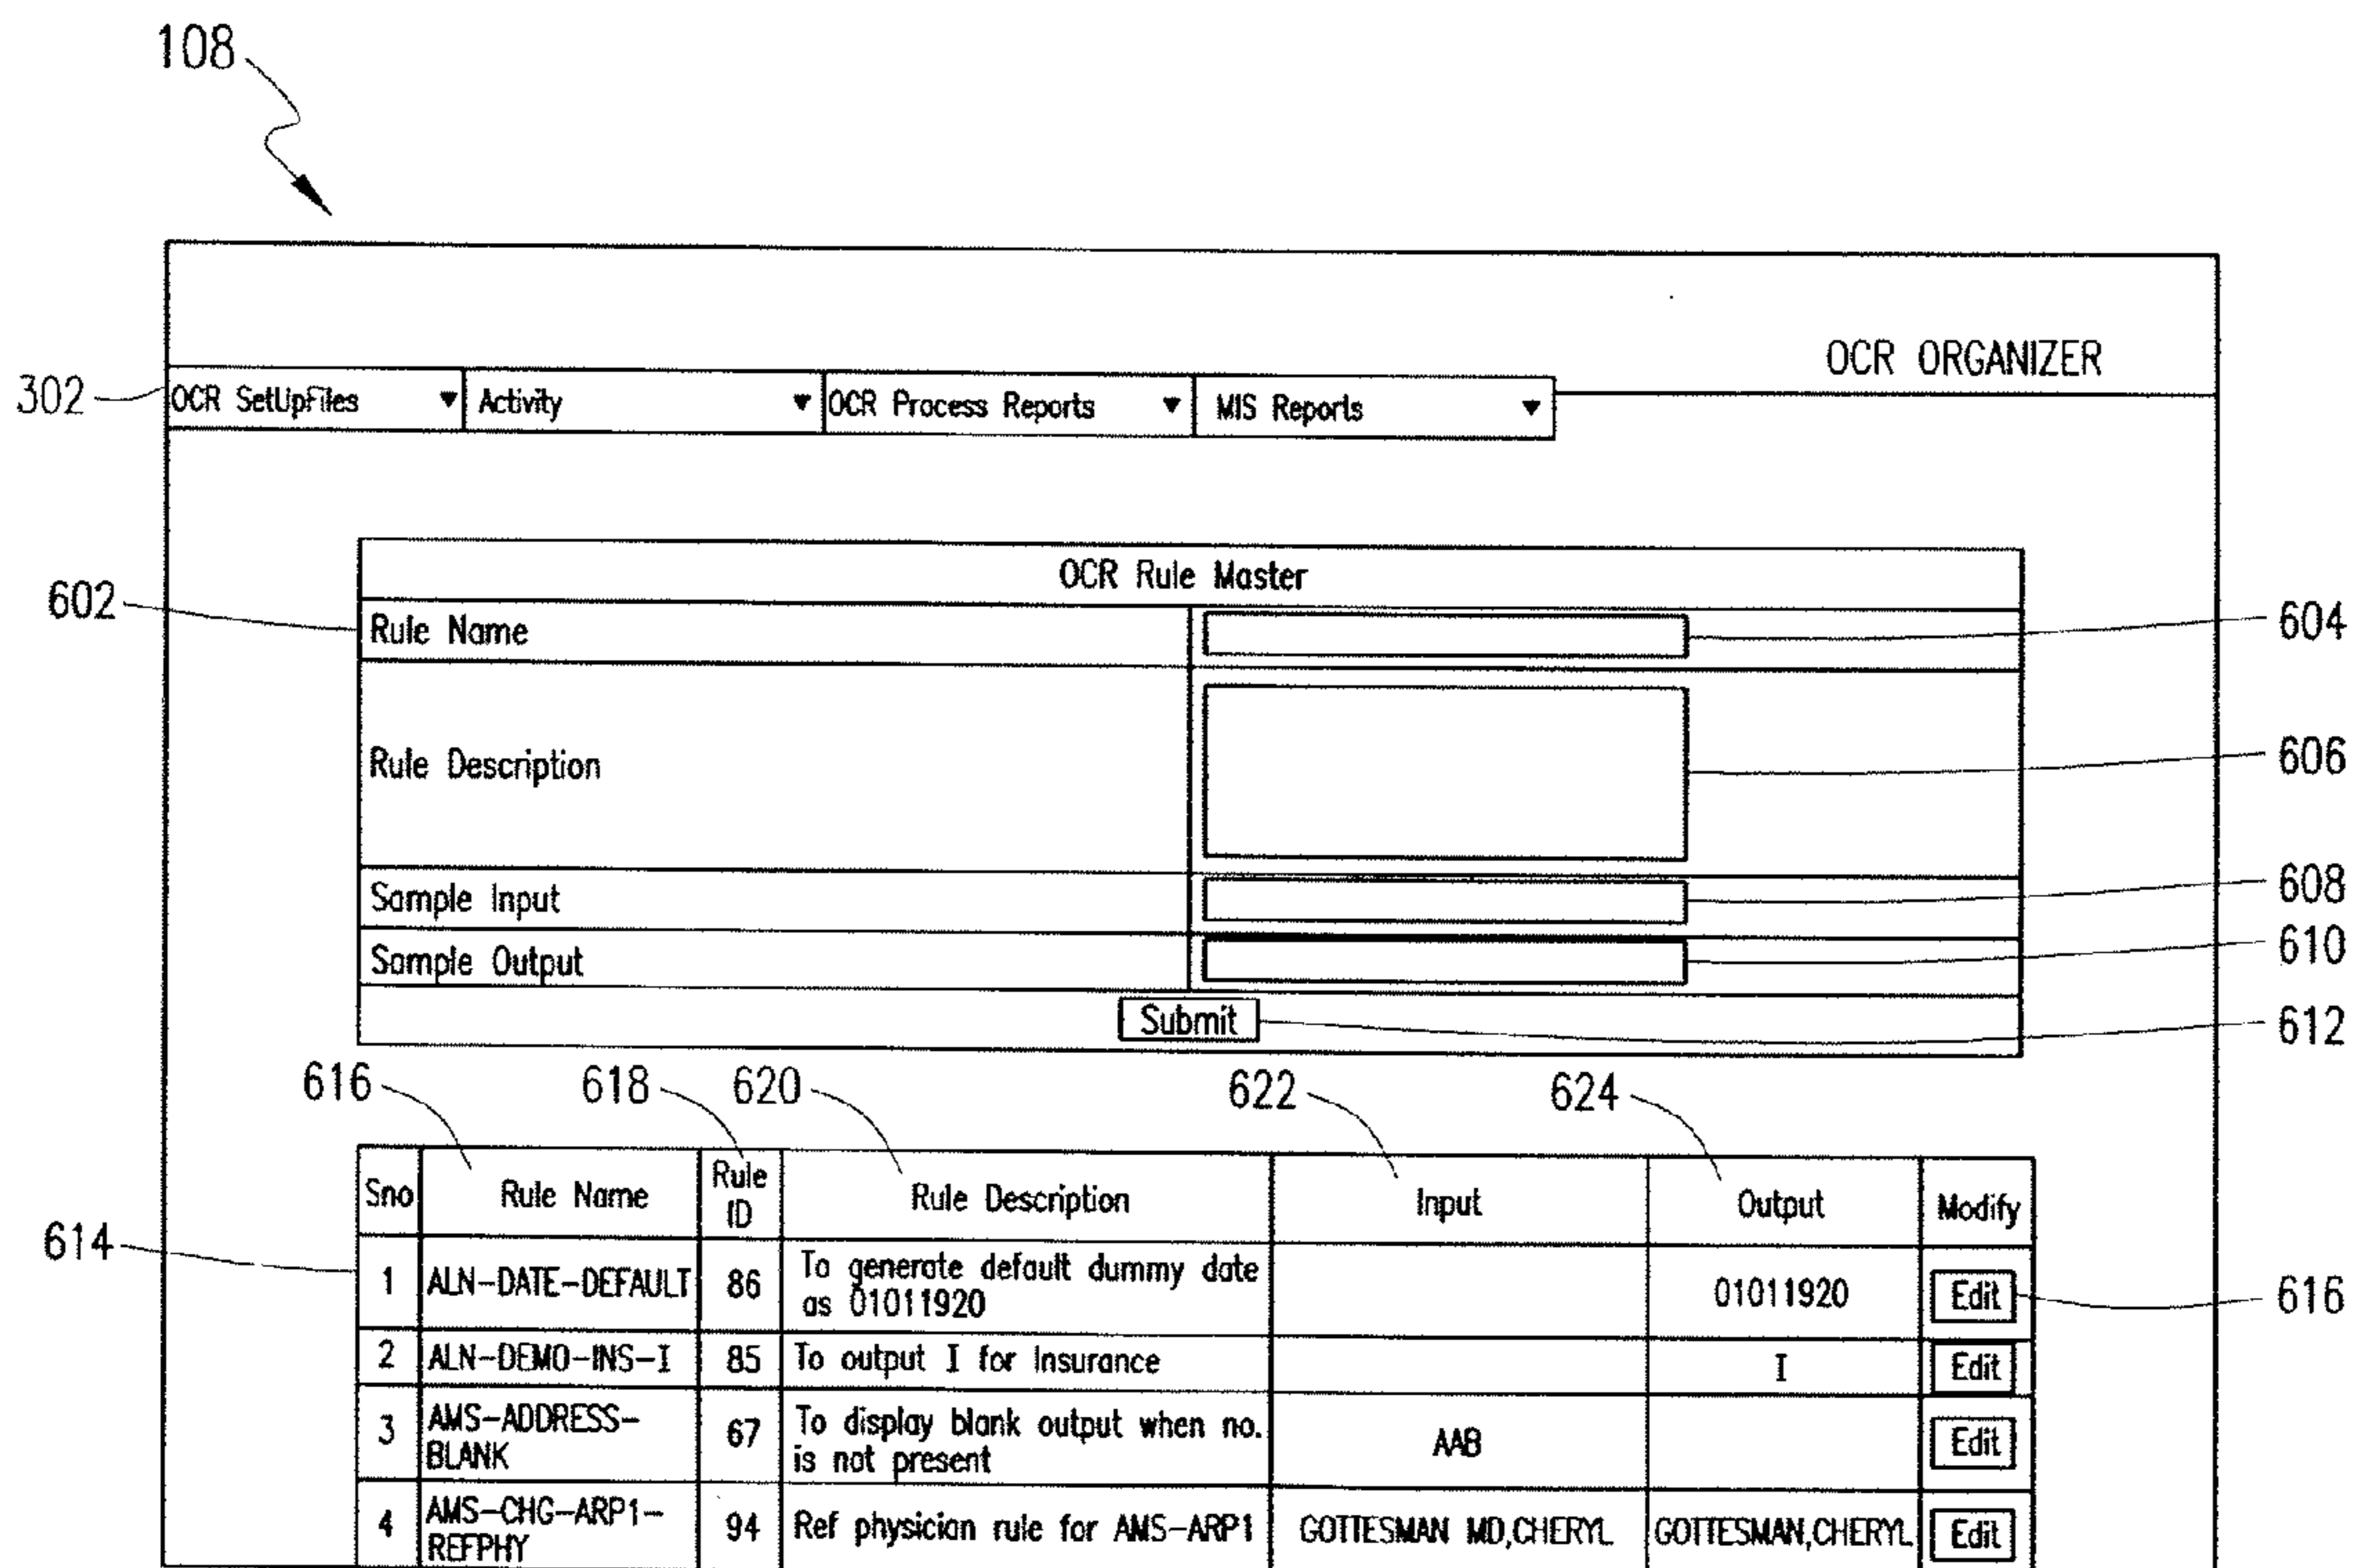 108
OCR ORGANIZER
302
OCR SetUpFiles ▼ Activity ▼ OCR Process Reports ▼ MIS Reports ▼
OCR Rule Master
602 Rule Name 604
Rule Description 606
Sample Input 608
Sample Output 610
Submit 612
616 618 620 622 624
Sno Rule Name Rule ID Rule Description Input Output Modify
614
1 ALN-DATE-DEFAULT 86 To generate default dummy date as 01011920 01011920 Edit 616
2 ALN-DEMO-INS-I 85 To output I for Insurance I Edit
3 AMS-ADDRESS-BLANK 67 To display blank output when no. is not present AAB Edit
4 AMS-CHG-ARP1-REFPHY 94 Ref physician rule for AMS-ARP1 GOTTESMAN MD,CHERYL GOTTESMAN,CHERYL Edit